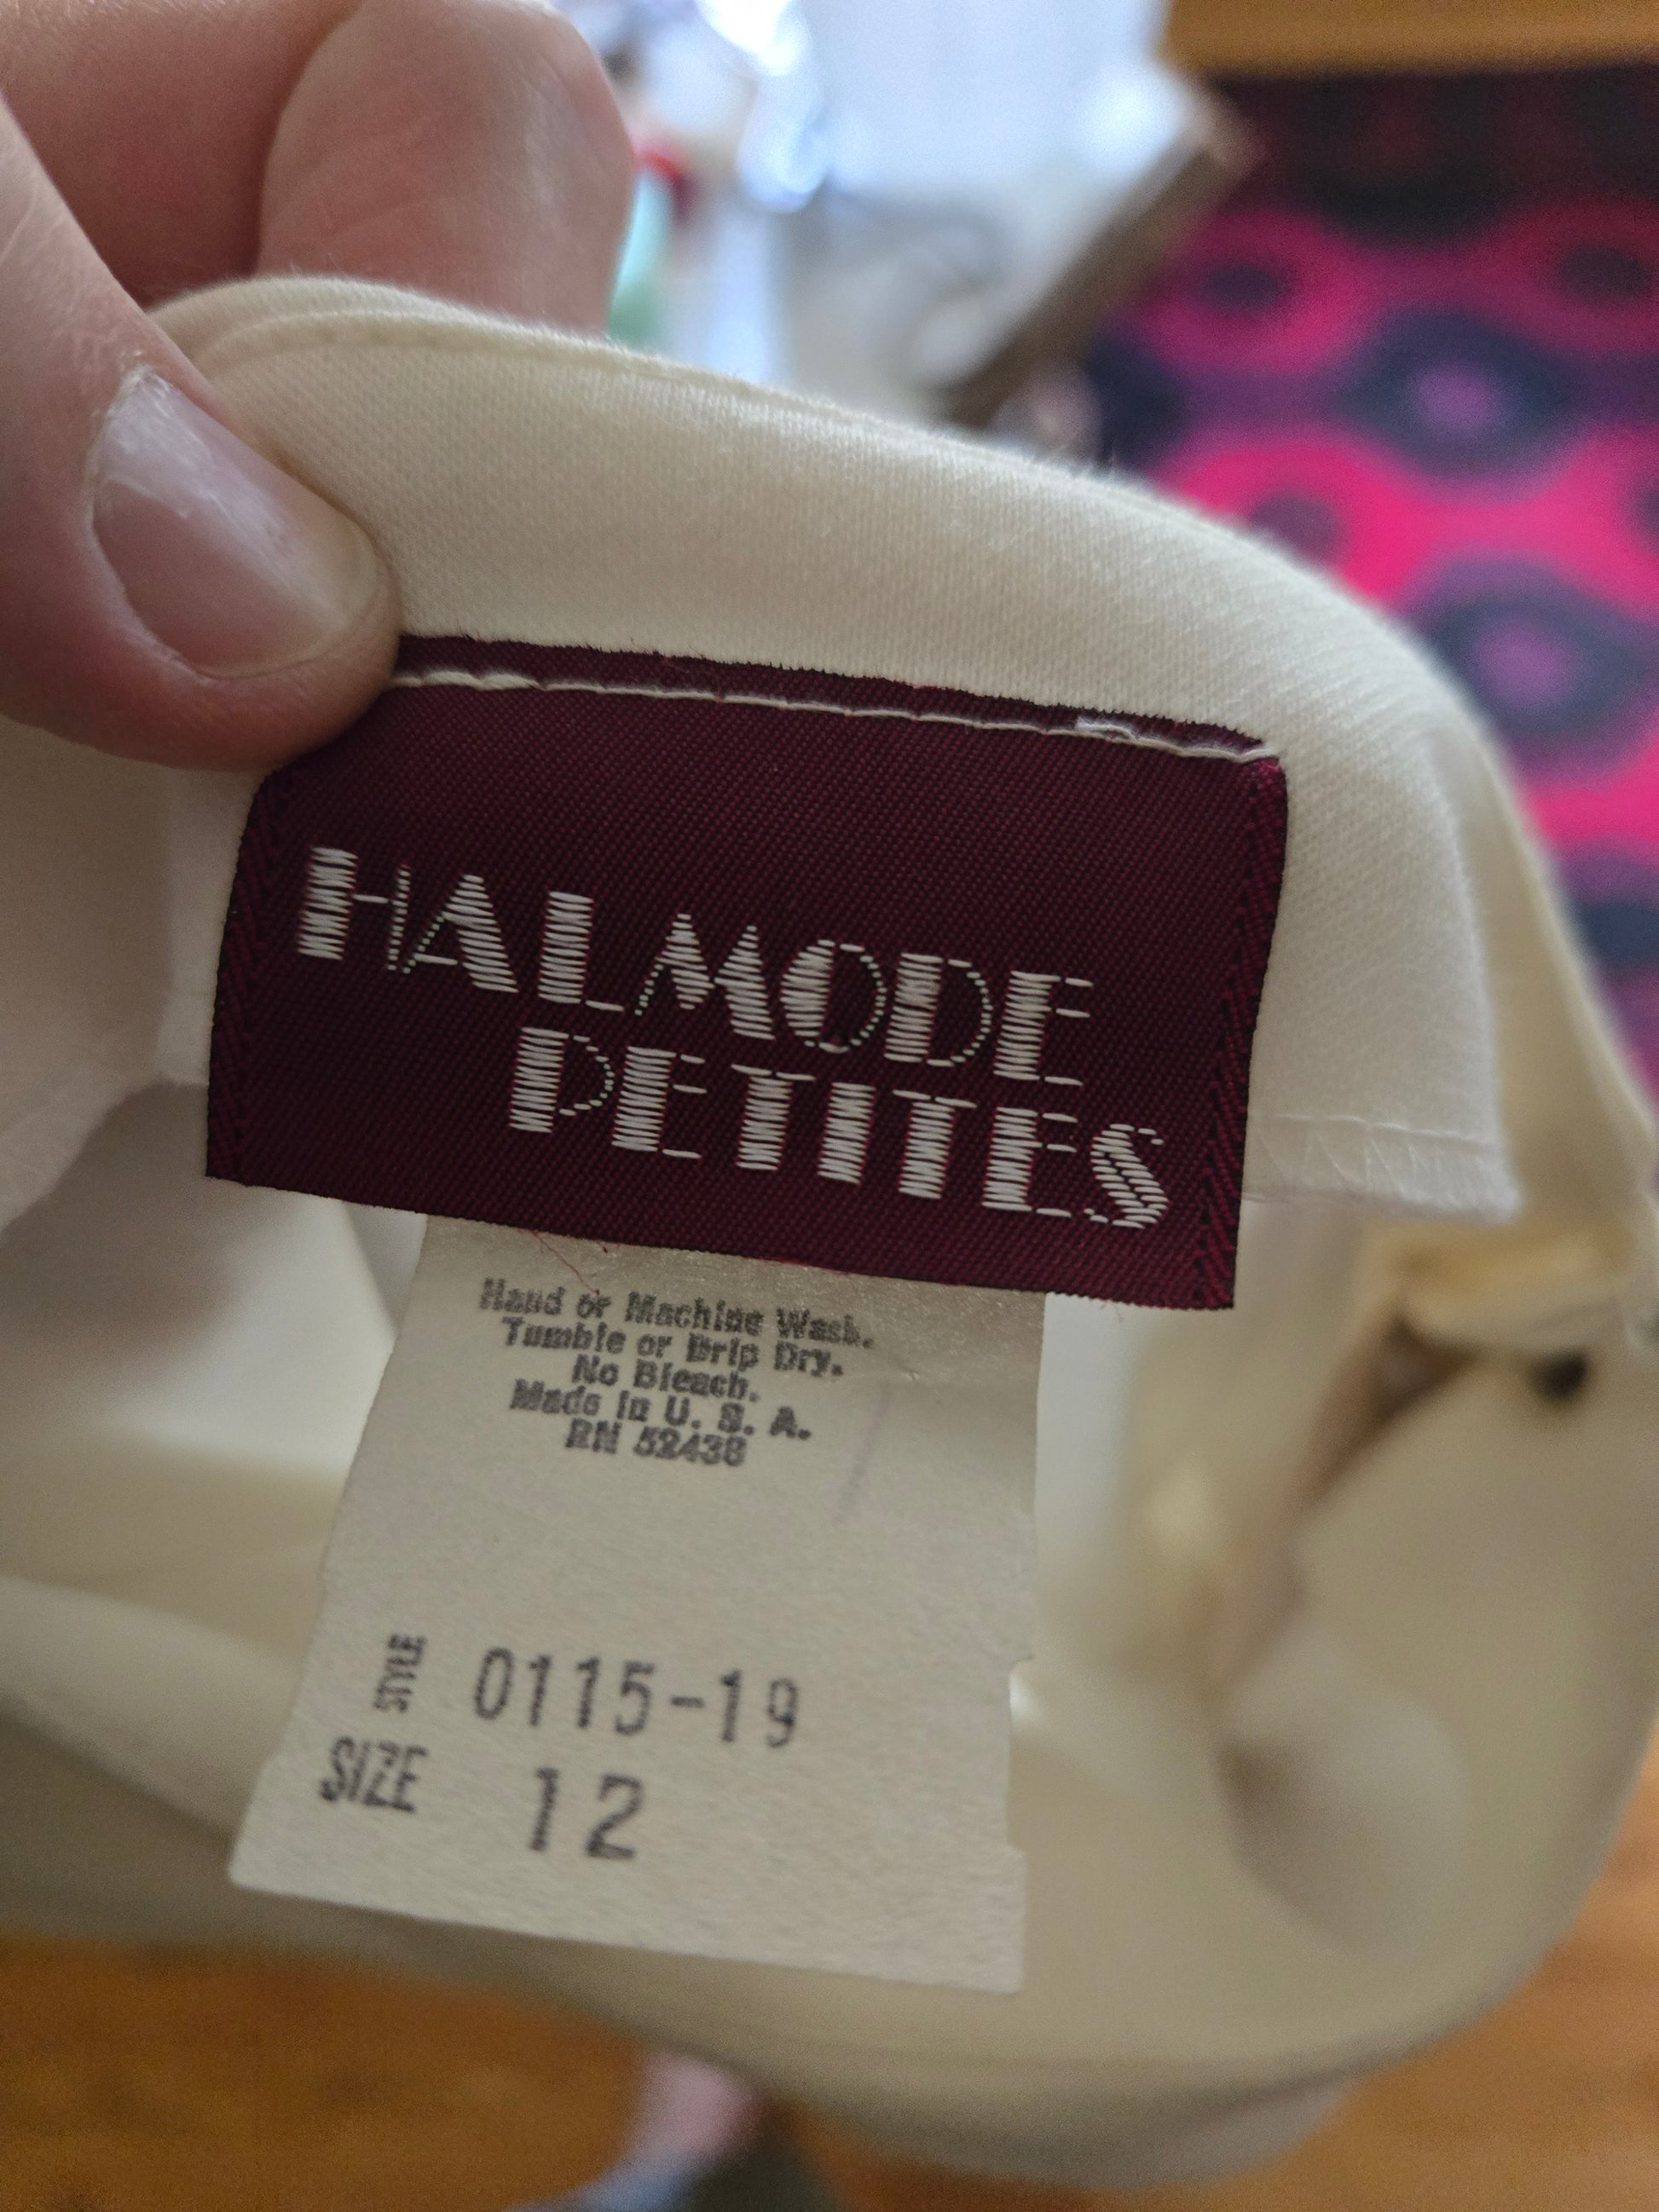 HALMODE
PETITES
Hand or Machine Wash.
Tumble or Drip Dry.
No Bleach.
Made in U. S. A.
RN 52438
STYLE 0115-19
SIZE 12